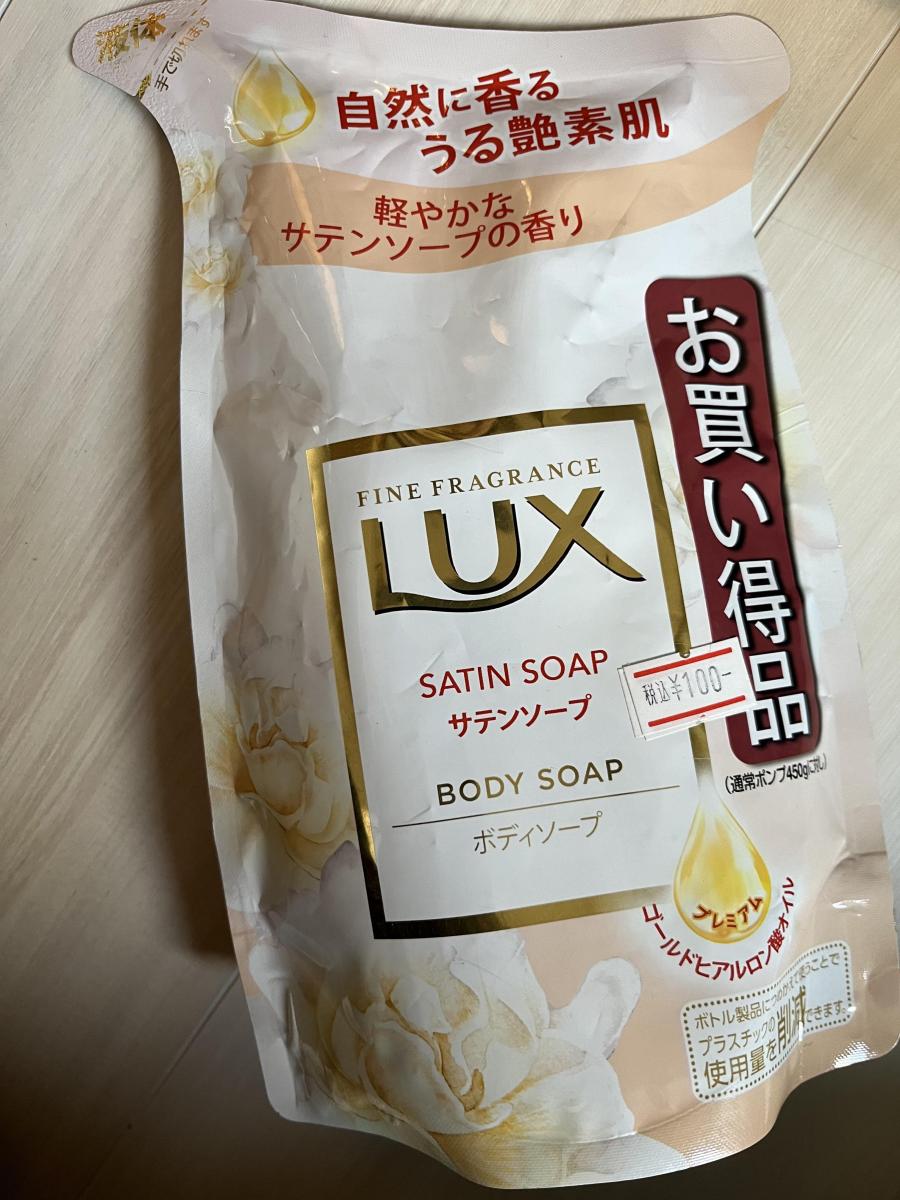 液体
手で切れます
自然に香る
うる艶素肌
軽やかな
サテンソープの香り
お買い得品
(通常ポンプ450gに対し)
FINE FRAGRANCE
LUX
SATIN SOAP
サテンソープ
税込¥100-
BODY SOAP
ボディソープ
プレミアム
ゴールドヒアルロン酸オイル
ボトル製品につめかえて使うことで
プラスチックの
使用量を削減できます。